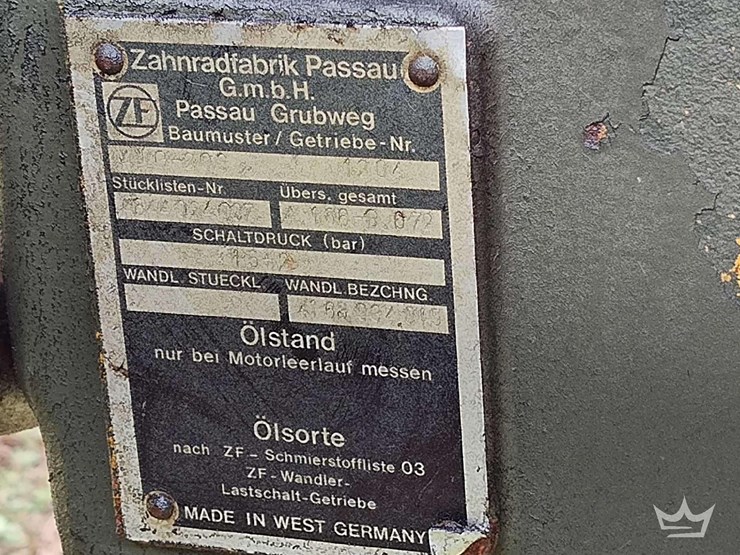 Zahnradfabrik Passau
G.m.b.H.
ZF
Passau Grubweg
Baumuster / Getriebe-Nr.
Stücklisten-Nr. Übers. gesamt
SCHALTDRUCK (bar)
WANDL. STUECKL. WANDL.BEZCHNG.
Ölstand
nur bei Motorleerlauf messen
Ölsorte
nach ZF - Schmierstoffliste 03
ZF-Wandler-
Lastschalt-Getriebe
MADE IN WEST GERMANY